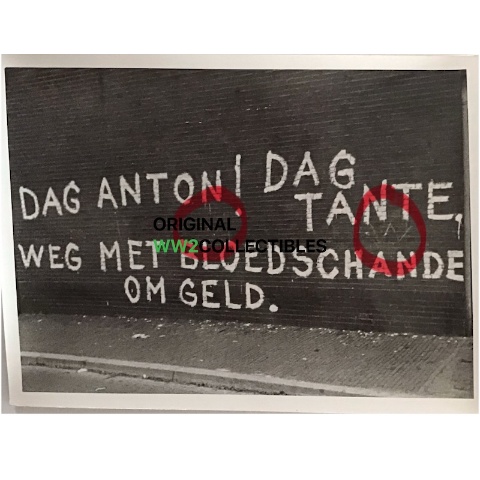 DAG ANTON! DAG
TANTE,
WEG MET BLOEDSCHANDE
OM GELD.
ORIGINAL
WW2COLLECTIBLES